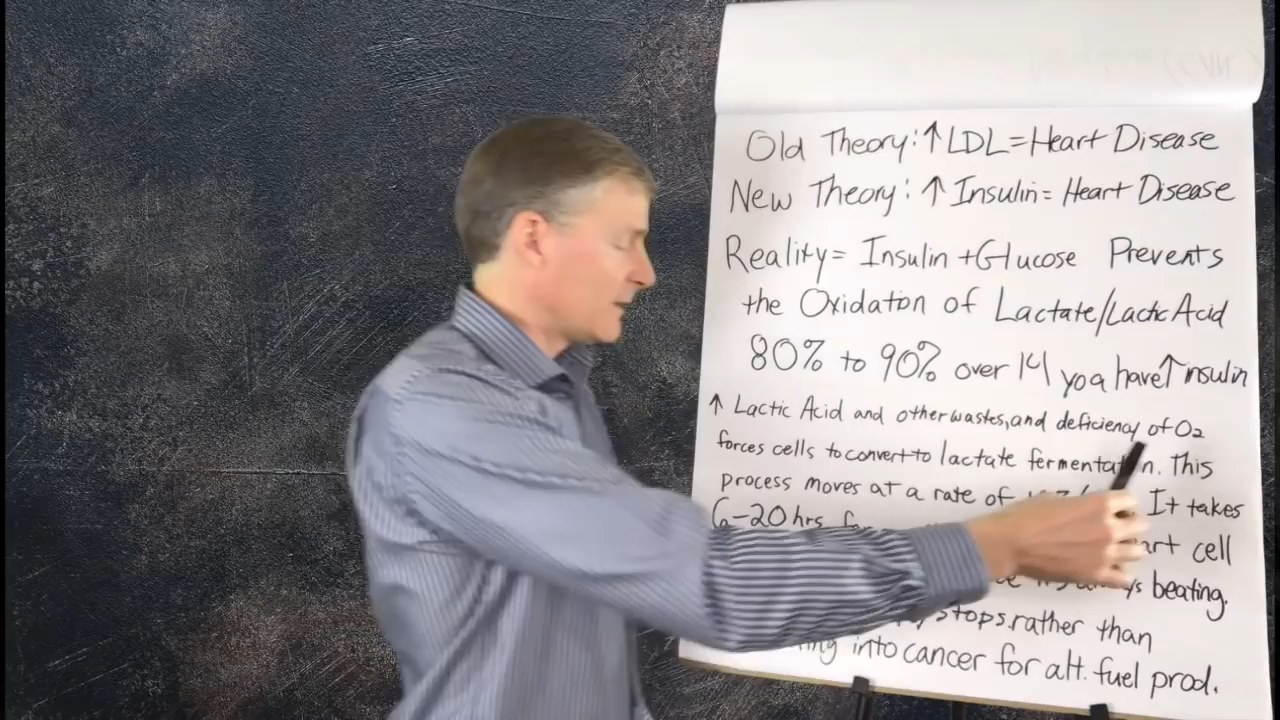 Old Theory: ↑ LDL = Heart Disease
New Theory: ↑ Insulin = Heart Disease
Reality = Insulin + Glucose Prevents
the Oxidation of Lactate/Lactic Acid
80% to 90% over 14 yoa have ↑ insulin
↑ Lactic Acid and other wastes, and deficiency of O2
forces cells to convert to lactate fermentation. This
process moves at a rate of It takes
6-20 hrs cell
beating.
stops rather than
into cancer for alt. fuel prod.